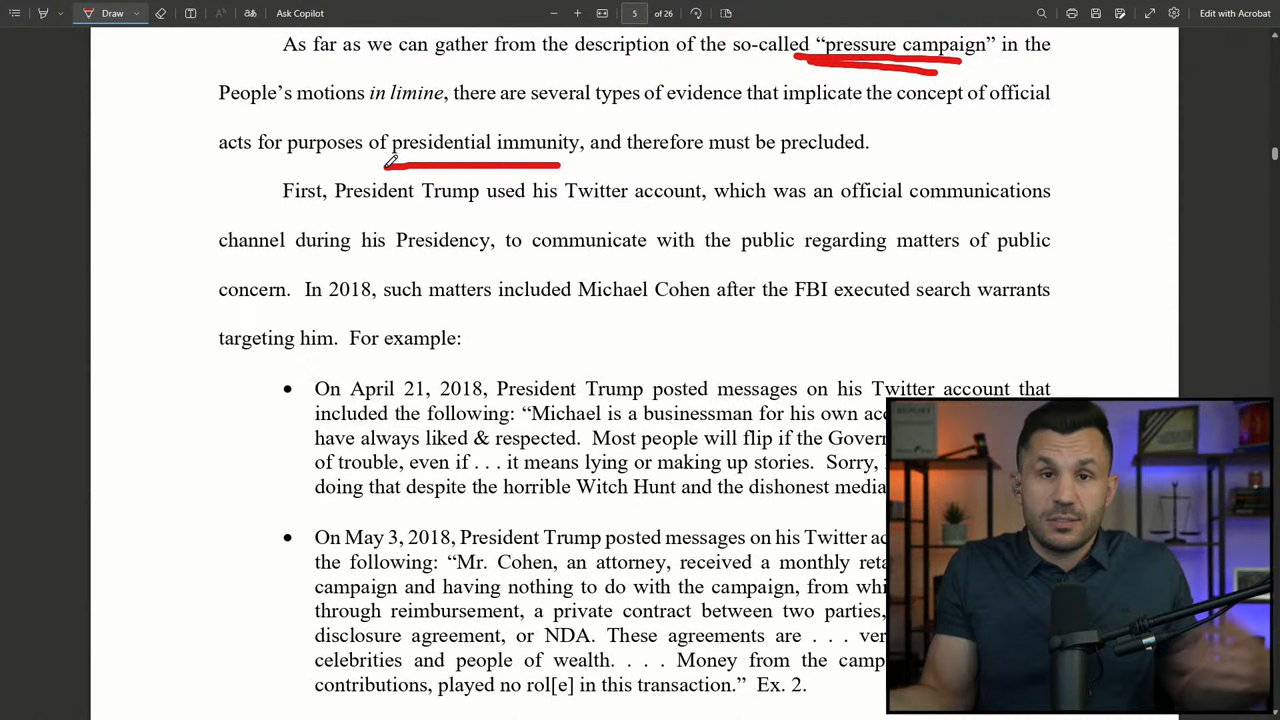 Draw
Ask Copilot
5 of 26
Edit with Acrobat
As far as we can gather from the description of the so-called “pressure campaign” in the
People’s motions in limine, there are several types of evidence that implicate the concept of official
acts for purposes of presidential immunity, and therefore must be precluded.
First, President Trump used his Twitter account, which was an official communications
channel during his Presidency, to communicate with the public regarding matters of public
concern. In 2018, such matters included Michael Cohen after the FBI executed search warrants
targeting him. For example:
• On April 21, 2018, President Trump posted messages on his Twitter account that
included the following: “Michael is a businessman for his own
have always liked & respected. Most people will flip if the
of trouble, even if . . . it means lying or making up stories. Sorry,
doing that despite the horrible Witch Hunt and the dishonest media
• On May 3, 2018, President Trump posted messages on his Twitter
the following: “Mr. Cohen, an attorney, received a monthly
campaign and having nothing to do with the campaign, from
through reimbursement, a private contract between two parties,
disclosure agreement, or NDA. These agreements are . . .
celebrities and people of wealth. . . . Money from the
contributions, played no rol[e] in this transaction.” Ex. 2.
REPORT